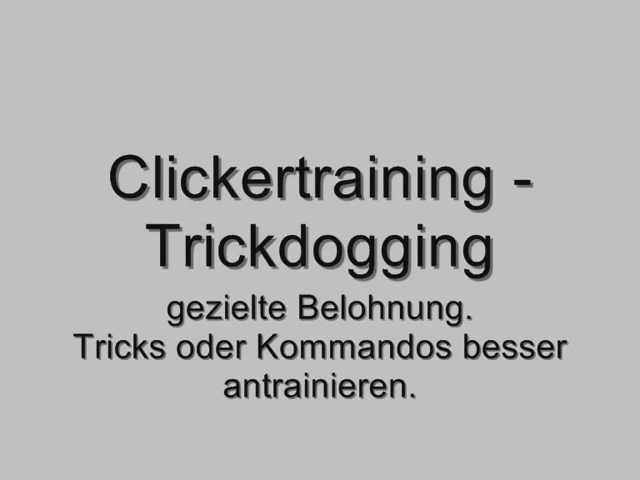 Clickertraining -
Trickdogging
gezielte Belohnung.
Tricks oder Kommandos besser
antrainieren.